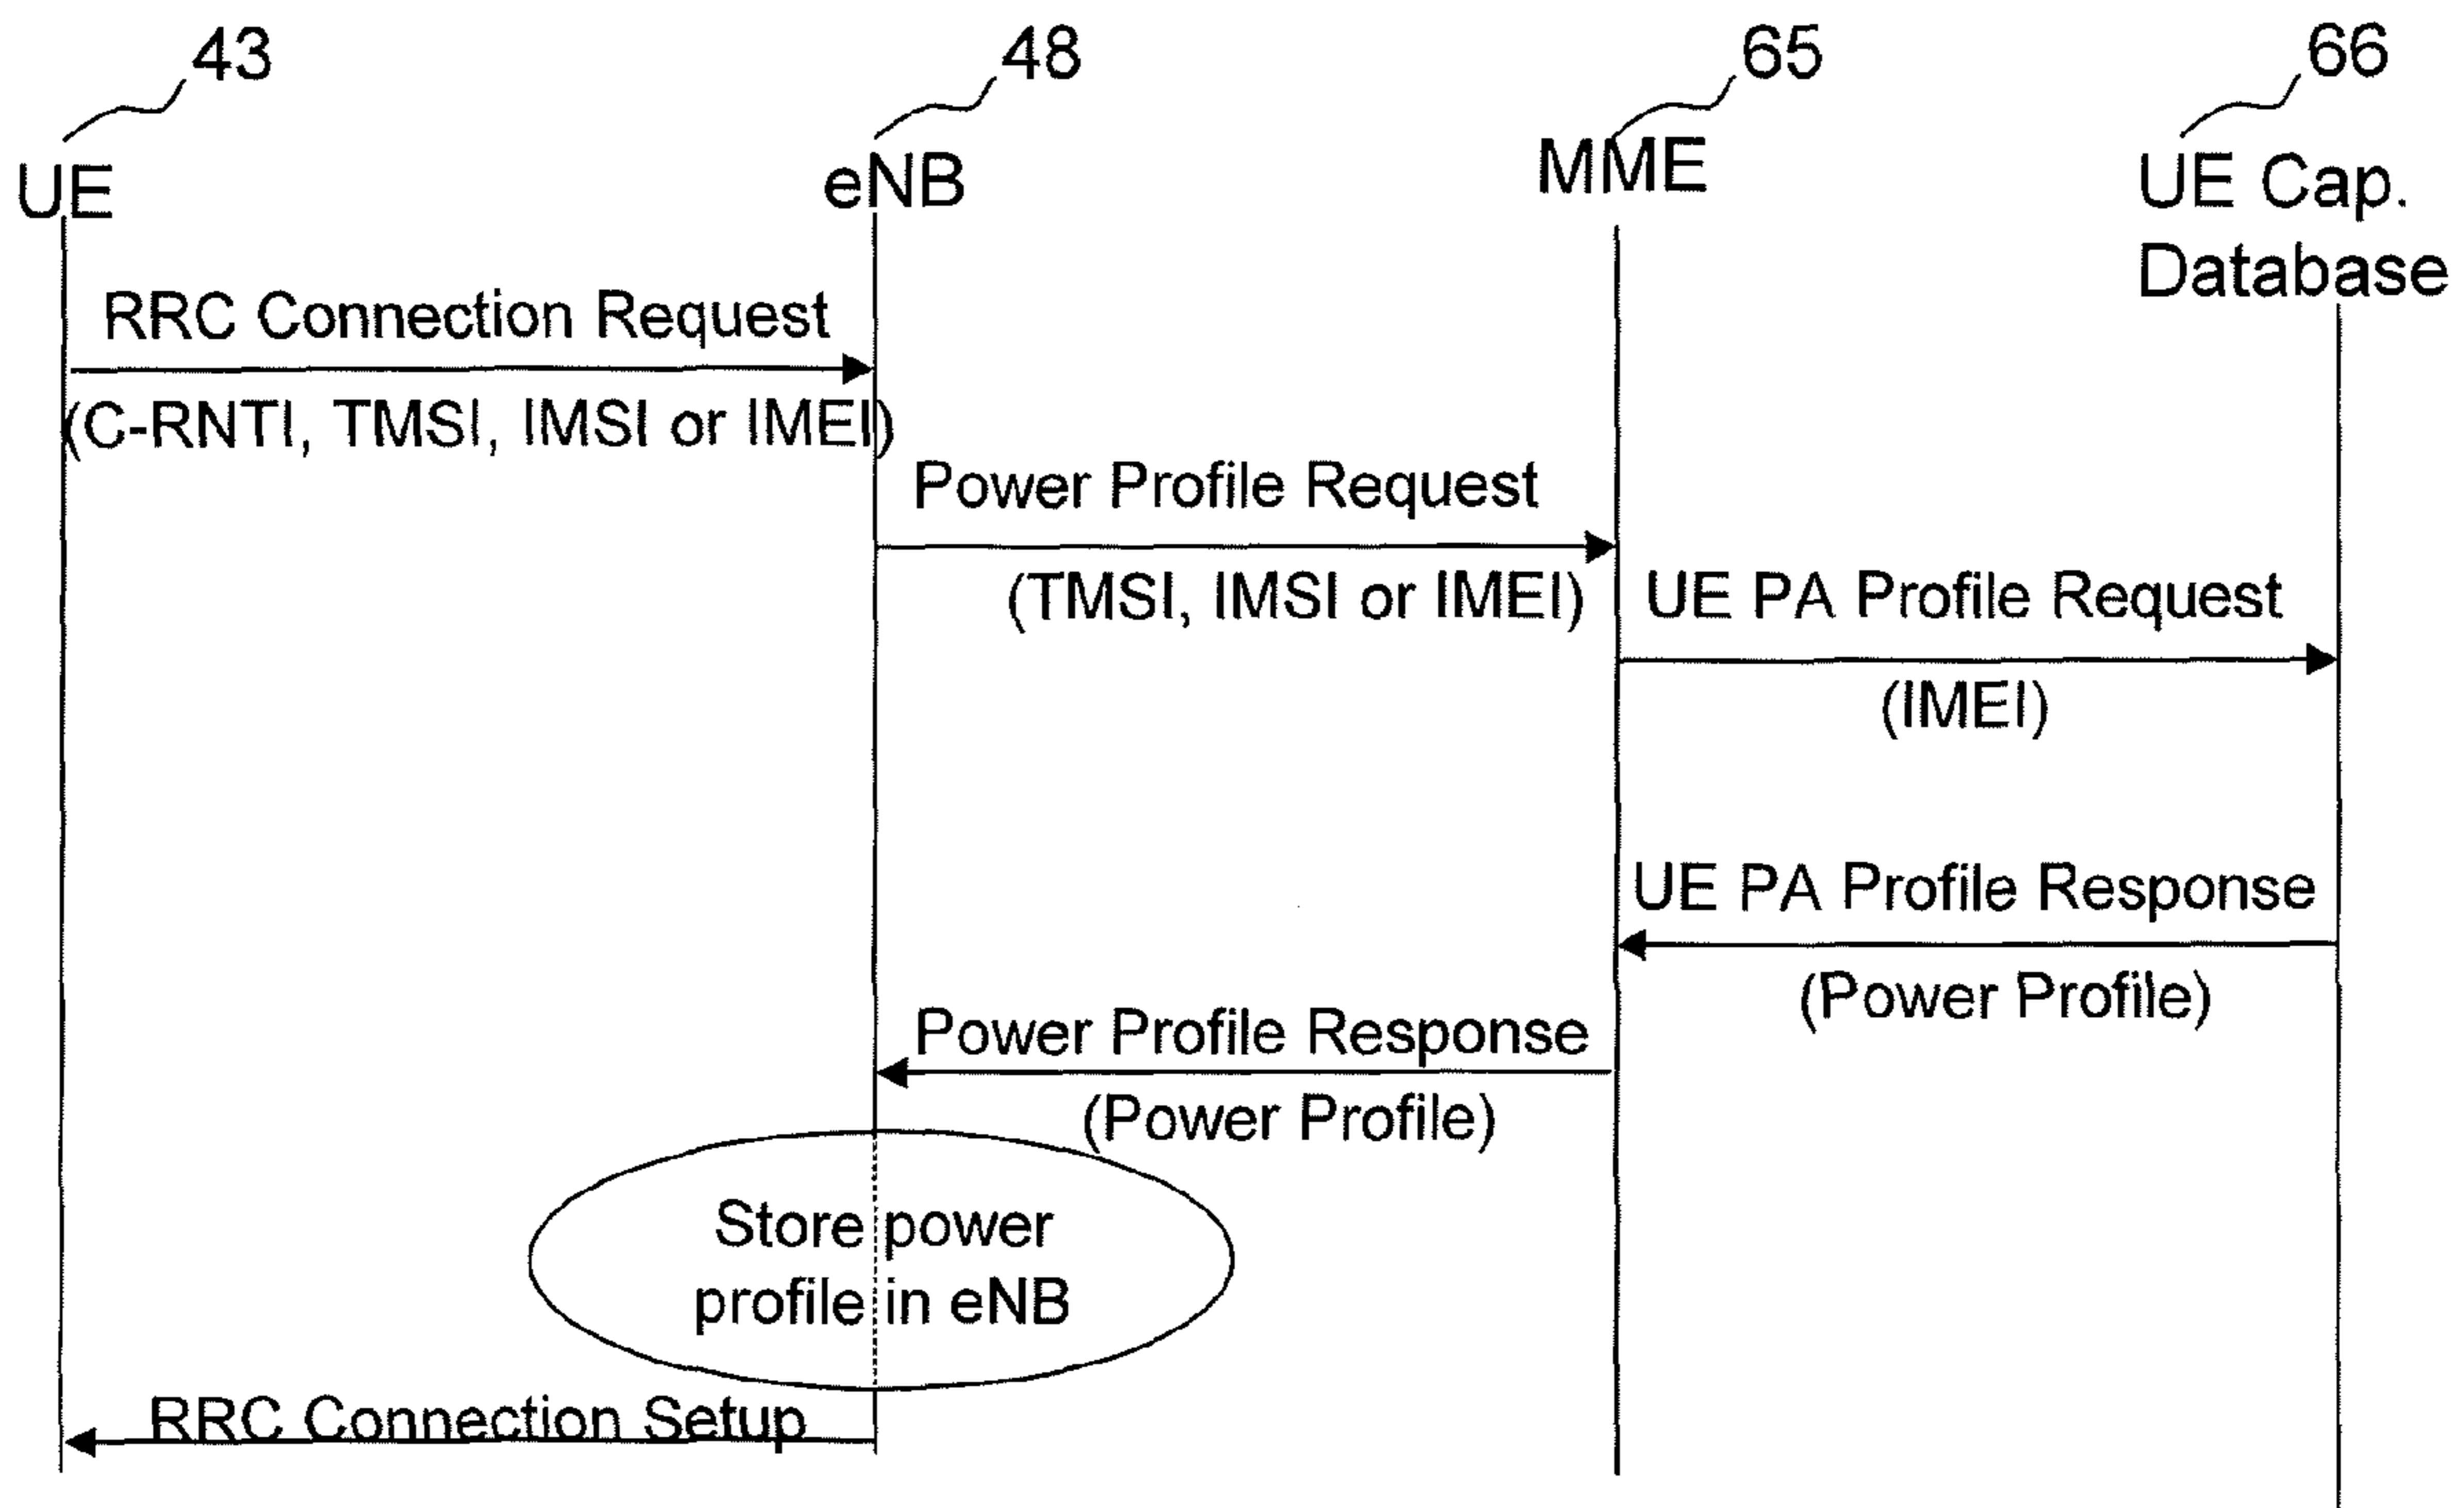 43
48
65
66
UE
eNB
MME
UE Cap.
Database
RRC Connection Request
(C-RNTI, TMSI, IMSI or IMEI)
Power Profile Request
(TMSI, IMSI or IMEI)
UE PA Profile Request
(IMEI)
UE PA Profile Response
(Power Profile)
Power Profile Response
(Power Profile)
Store power
profile in eNB
RRC Connection Setup